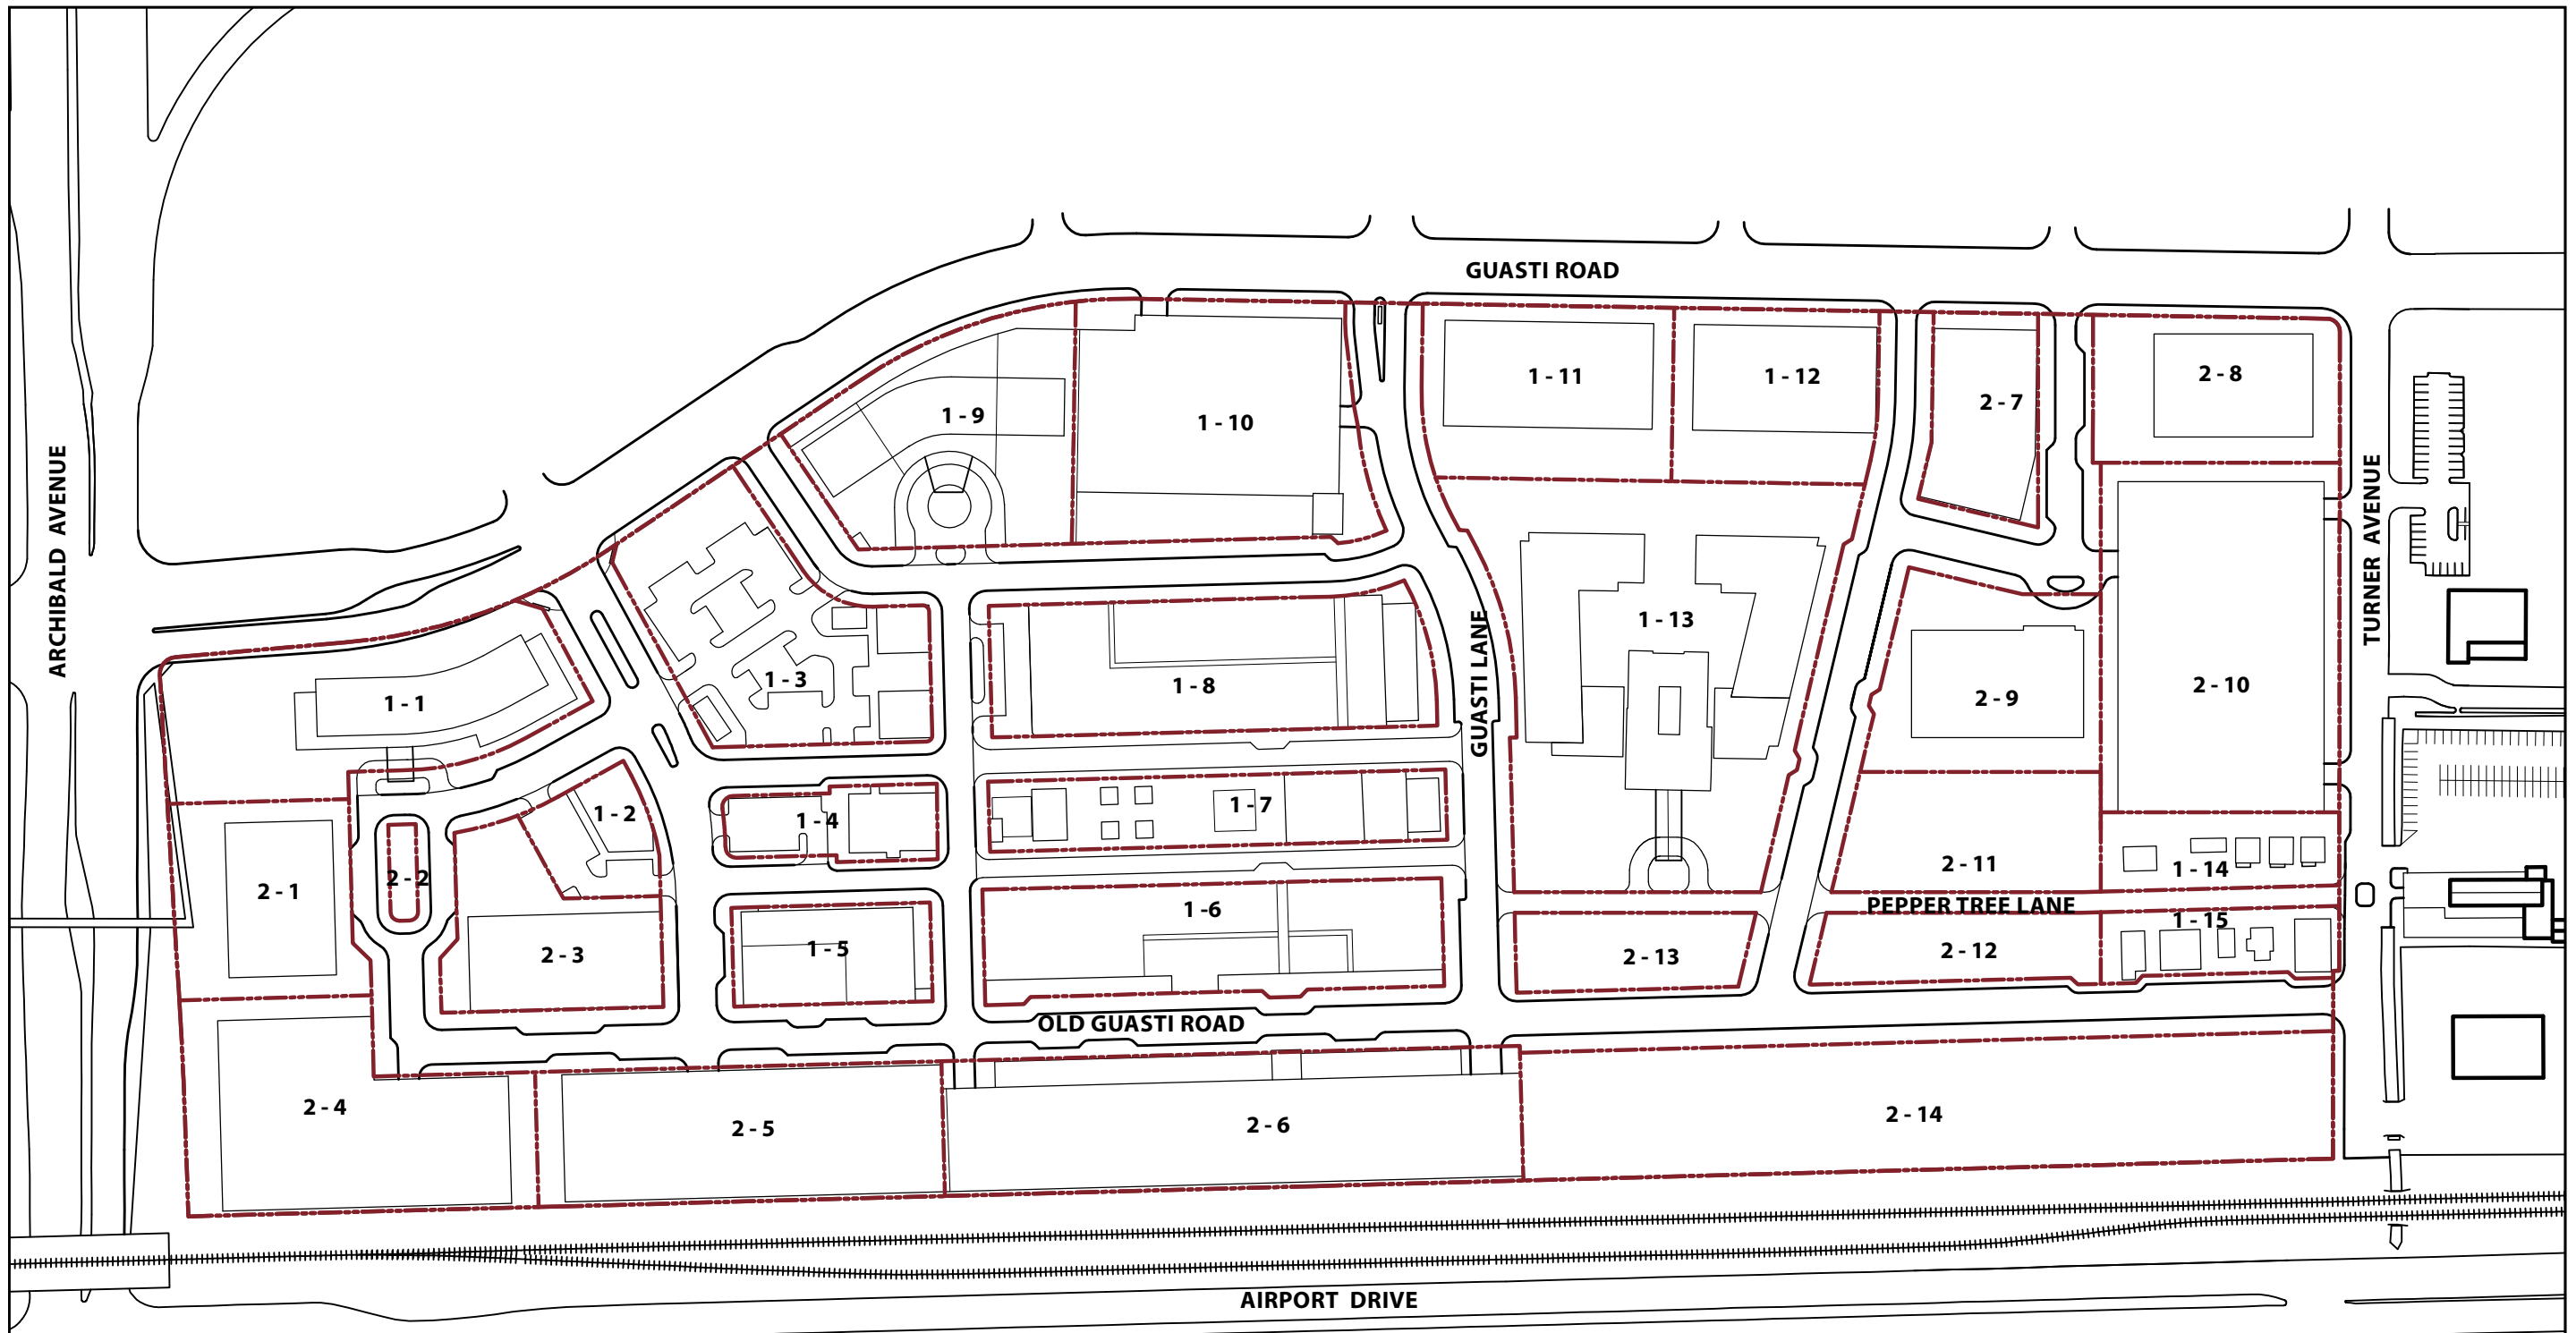 GUASTI ROAD
1 - 11
1 - 12
2 - 8
2 - 7
1 - 9
1 - 10
ARCHIBALD AVENUE
TURNER AVENUE
1 - 13
GUASTI LANE
1 - 3
1 - 8
2 - 9
2 - 10
1 - 1
1 - 2
1 - 4
1 - 7
2 - 11
1 - 14
2 - 1
2 - 2
PEPPER TREE LANE
1 -6
1 - 15
2 - 3
1 - 5
2 - 13
2 - 12
OLD GUASTI ROAD
2 - 4
2 - 5
2 - 6
2 - 14
AIRPORT DRIVE